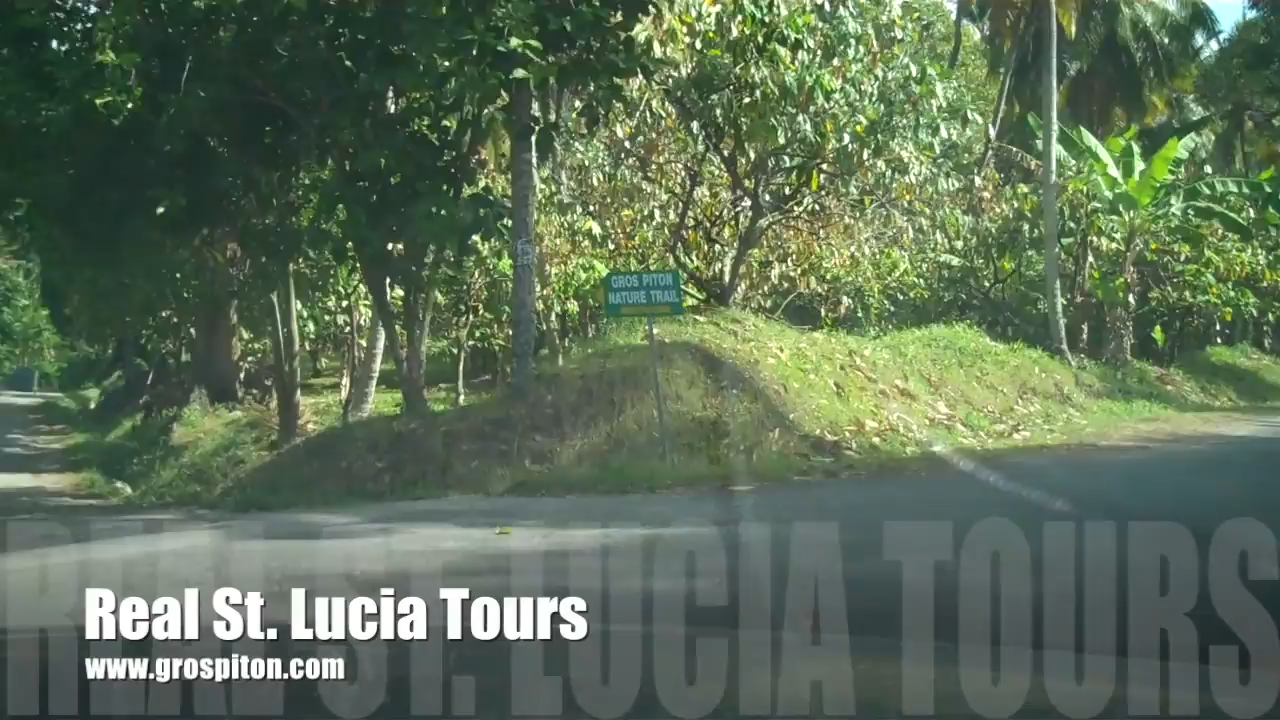 GROS PITON
NATURE TRAIL
Real St. Lucia Tours
www.grospiton.com
REAL ST. LUCIA TOURS